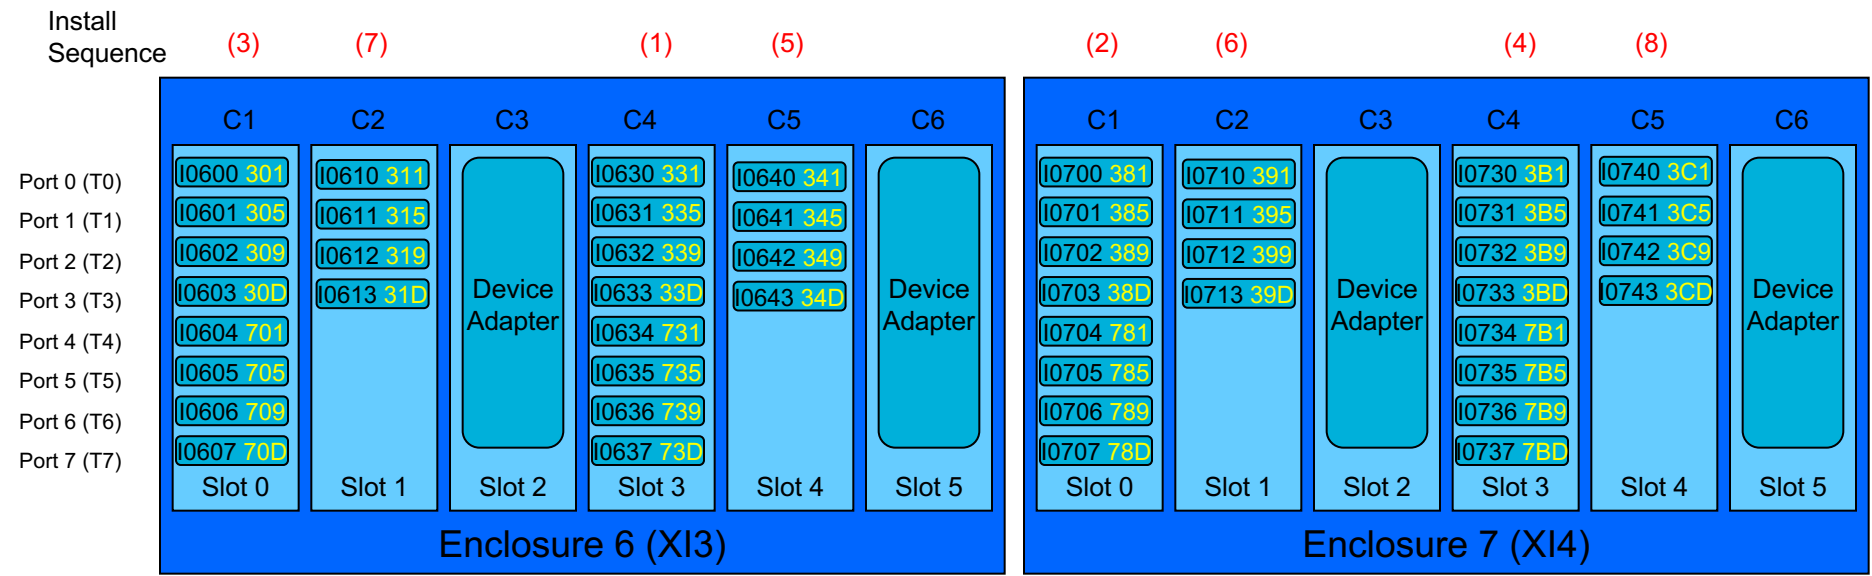 Install
Sequence (3) (7) (1) (5) (2) (6) (4) (8)
C1 C2 C3 C4 C5 C6 C1 C2 C3 C4 C5 C6
Port 0 (T0) I0600 301 I0610 311 I0630 331 I0640 341 I0700 381 I0710 391 I0730 3B1 I0740 3C1
Port 1 (T1) I0601 305 I0611 315 I0631 335 I0641 345 I0701 385 I0711 395 I0731 3B5 I0741 3C5
Port 2 (T2) I0602 309 I0612 319 I0632 339 I0642 349 I0702 389 I0712 399 I0732 3B9 I0742 3C9
Port 3 (T3) I0603 30D I0613 31D Device I0633 33D I0643 34D Device I0703 38D I0713 39D Device I0733 3BD I0743 3CD Device
Adapter Adapter Adapter Adapter
Port 4 (T4) I0604 701 I0634 731 I0704 781 I0734 7B1
Port 5 (T5) I0605 705 I0635 735 I0705 785 I0735 7B5
Port 6 (T6) I0606 709 I0636 739 I0706 789 I0736 7B9
Port 7 (T7) I0607 70D I0637 73D I0707 78D I0737 7BD
Slot 0 Slot 1 Slot 2 Slot 3 Slot 4 Slot 5 Slot 0 Slot 1 Slot 2 Slot 3 Slot 4 Slot 5
Enclosure 6 (XI3) Enclosure 7 (XI4)